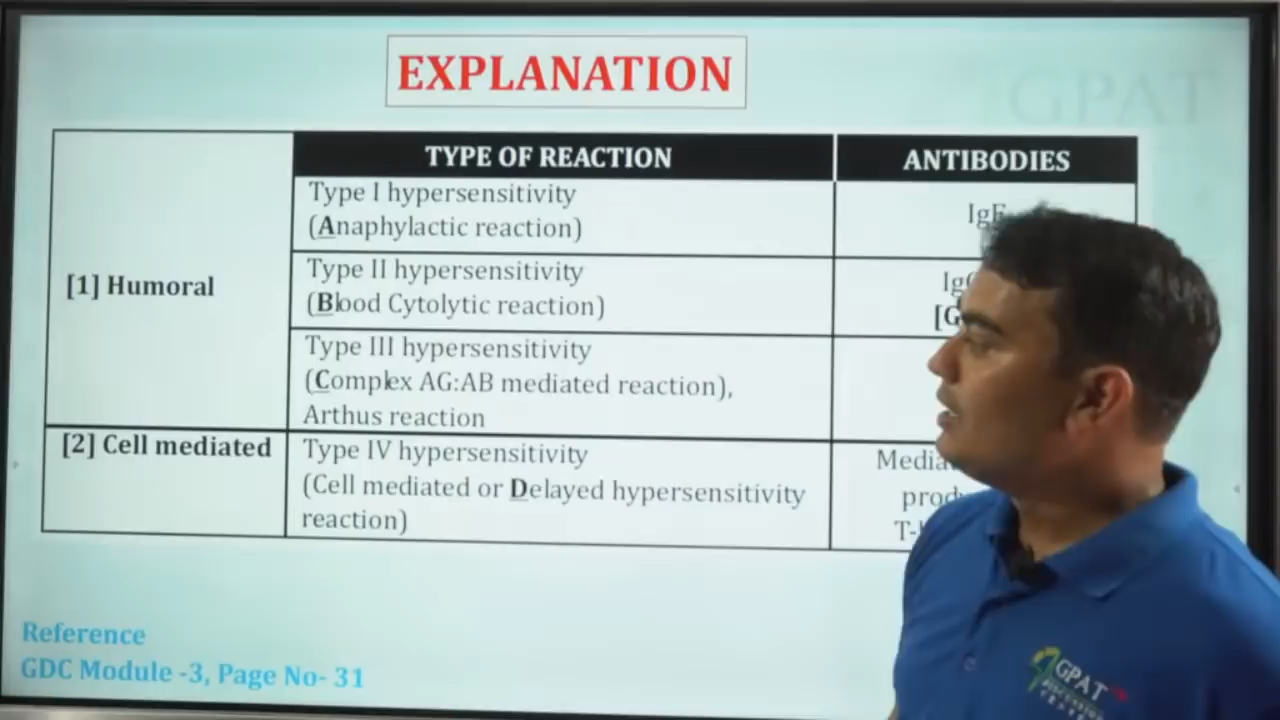 GPAT
EXPLANATION
TYPE OF REACTION
ANTIBODIES
[1] Humoral
Type I hypersensitivity
(Anaphylactic reaction)
IgE
Type II hypersensitivity
(Blood Cytolytic reaction)
Type III hypersensitivity
(Complex AG:AB mediated reaction),
Arthus reaction
[2] Cell mediated
Type IV hypersensitivity
(Cell mediated or Delayed hypersensitivity
reaction)
Reference
GDC Module -3, Page No- 31
GPAT